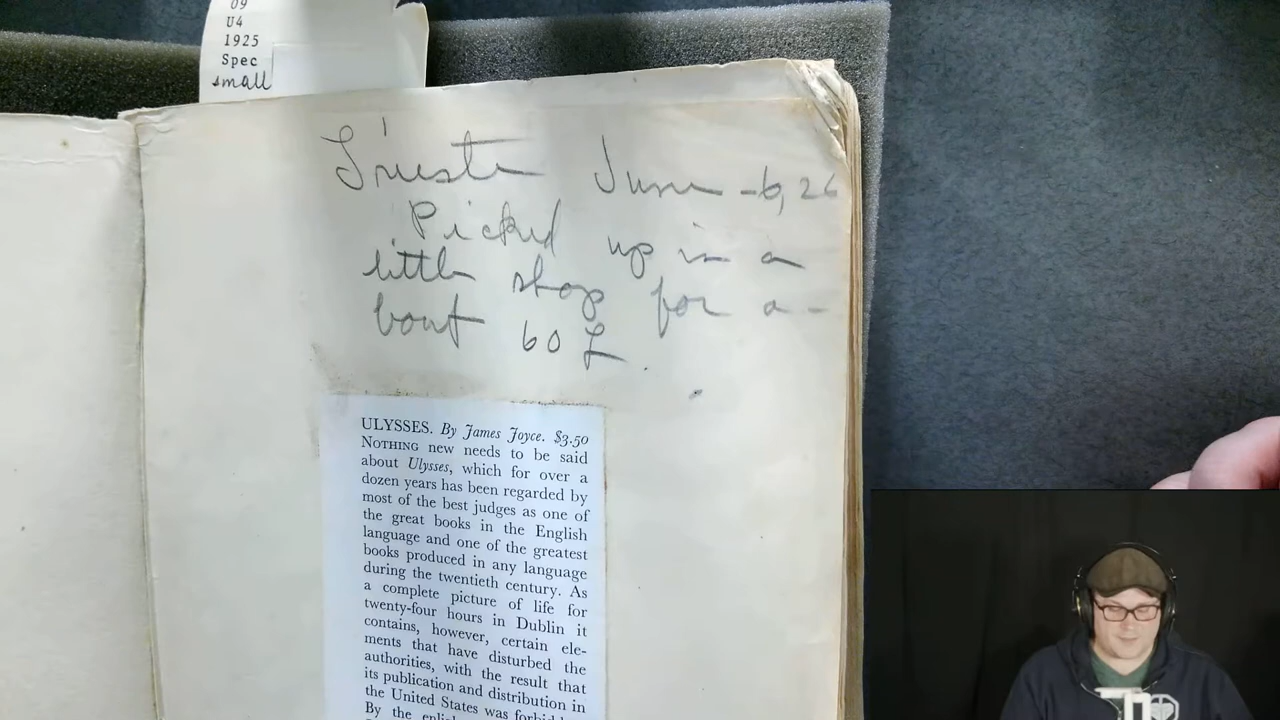 09
U4
1925
Spec
small
Trieste June -6, 26
Picked up in a
little shop for a-
bout 60 L.
ULYSSES. By James Joyce. $3.50
NOTHING new needs to be said
about Ulysses, which for over a
dozen years has been regarded by
most of the best judges as one of
the great books in the English
language and one of the greatest
books produced in any language
during the twentieth century. As
a complete picture of life for
twenty-four hours in Dublin it
contains, however, certain ele-
ments that have disturbed the
authorities, with the result that
its publication and distribution in
the United States was
By the